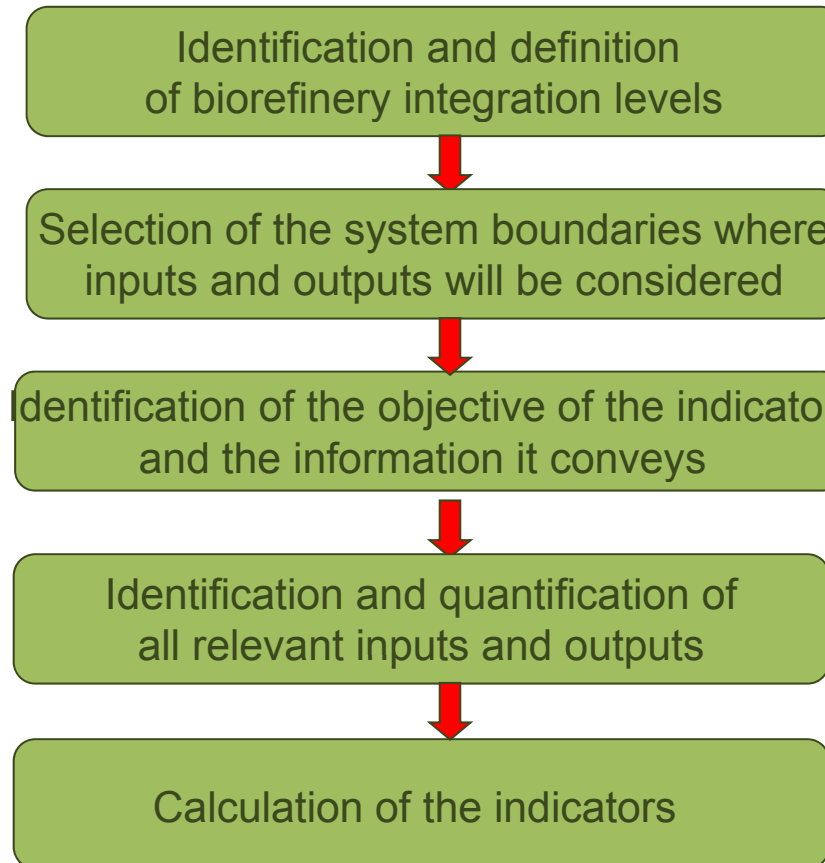 Identification and definition
of biorefinery integration levels
Selection of the system boundaries where
inputs and outputs will be considered
Identification of the objective of the indicato
and the information it conveys
Identification and quantification of
all relevant inputs and outputs
Calculation of the indicators